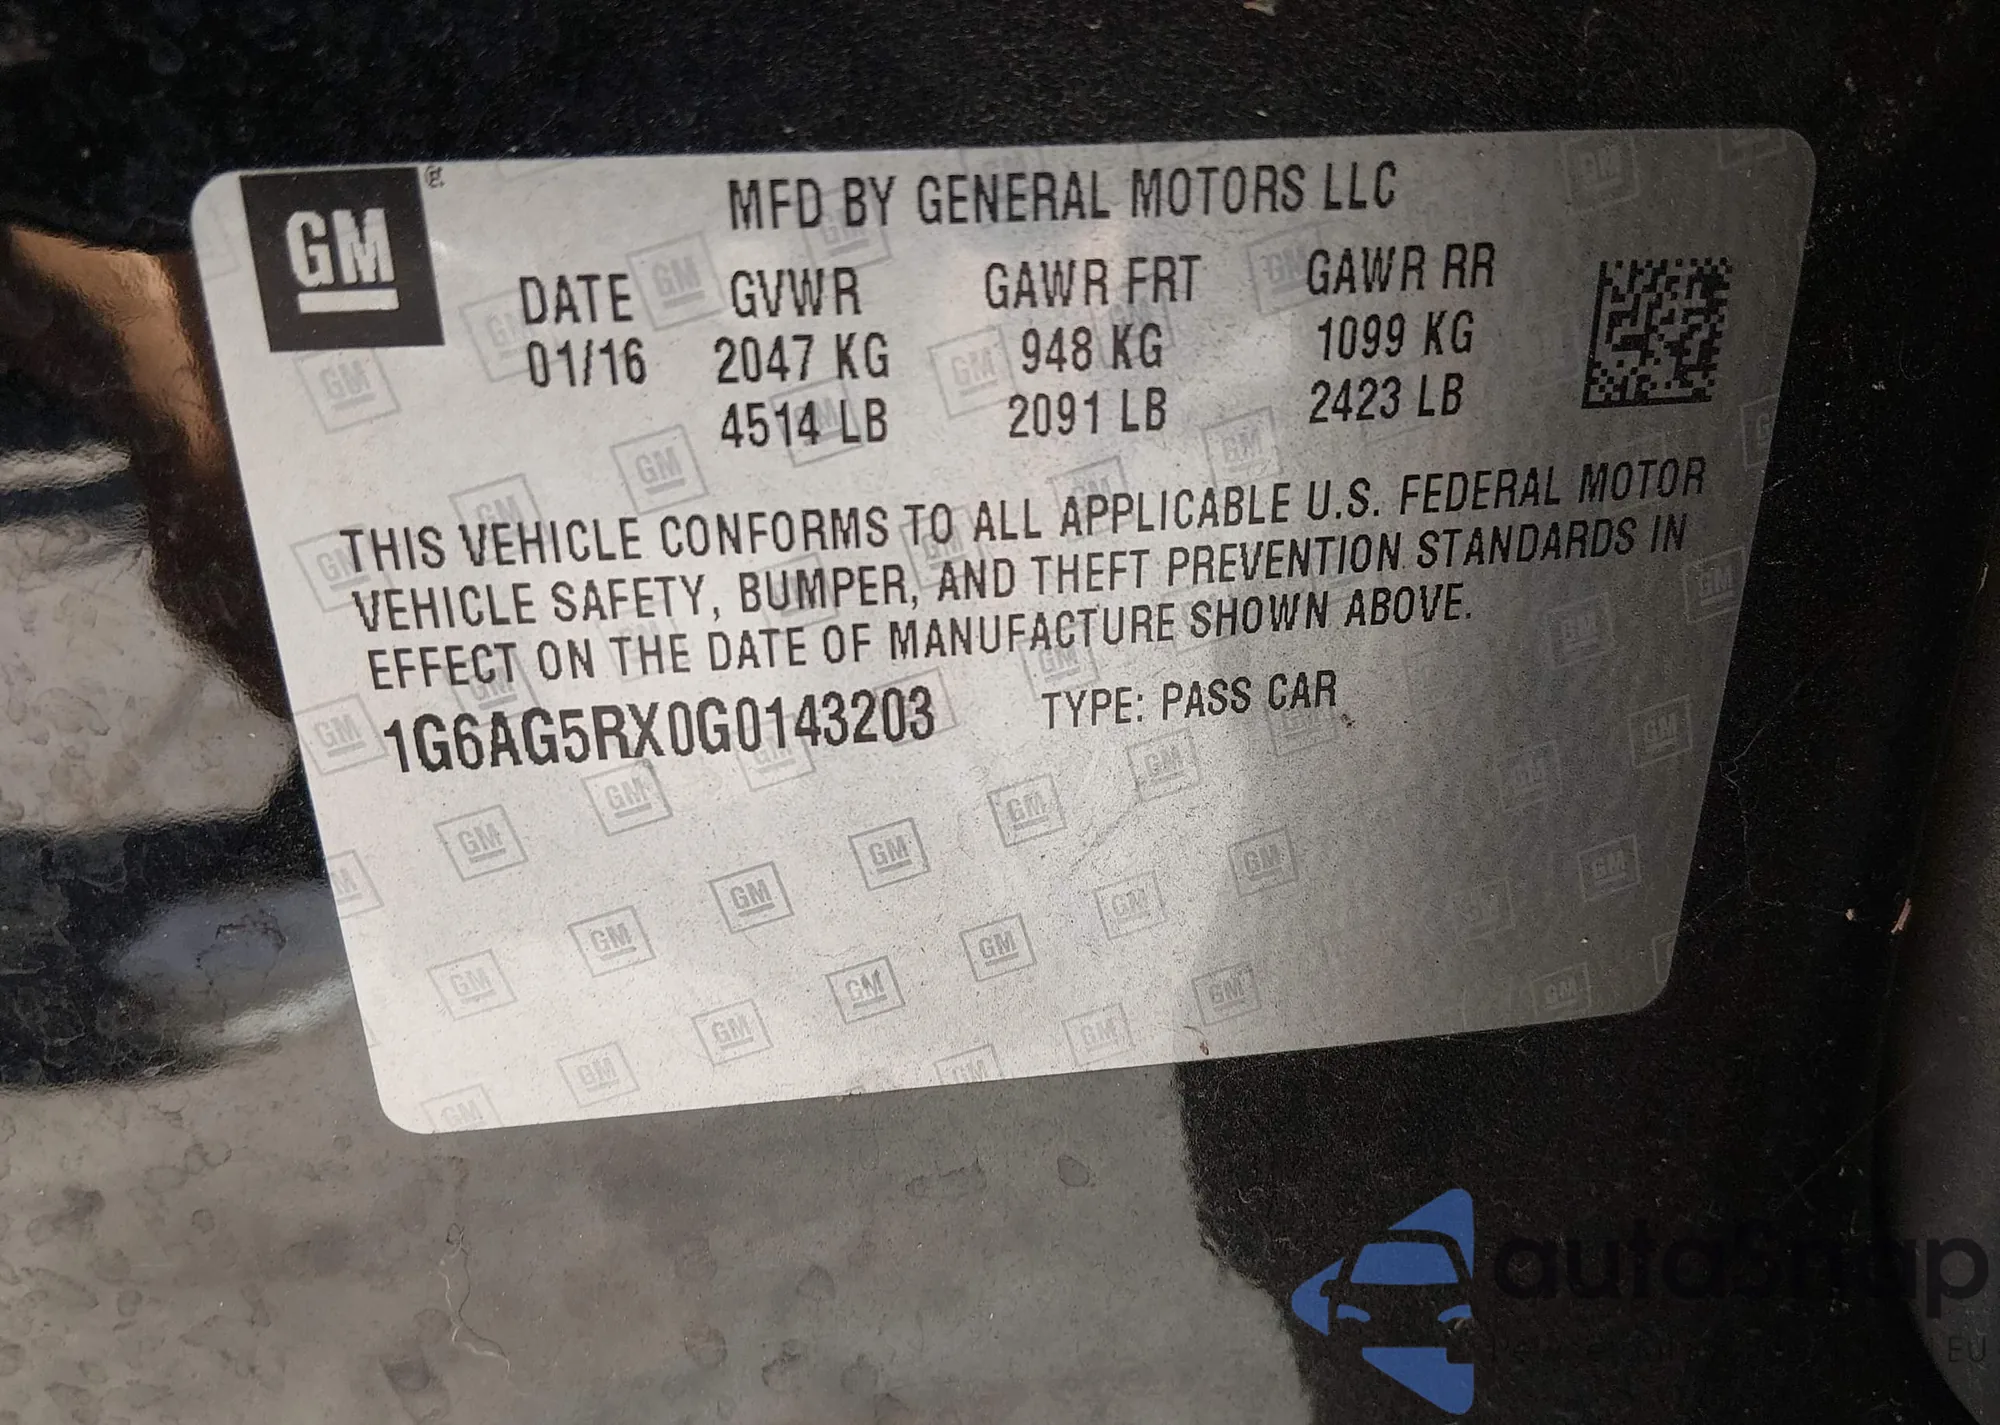 GM
MFD BY GENERAL MOTORS LLC
DATE GVWR GAWR FRT GAWR RR
01/16 2047 KG 948 KG 1099 KG
4514 LB 2091 LB 2423 LB
THIS VEHICLE CONFORMS TO ALL APPLICABLE U.S. FEDERAL MOTOR
VEHICLE SAFETY, BUMPER, AND THEFT PREVENTION STANDARDS IN
EFFECT ON THE DATE OF MANUFACTURE SHOWN ABOVE.
1G6AG5RX0G0143203 TYPE: PASS CAR
autaSnap
EU